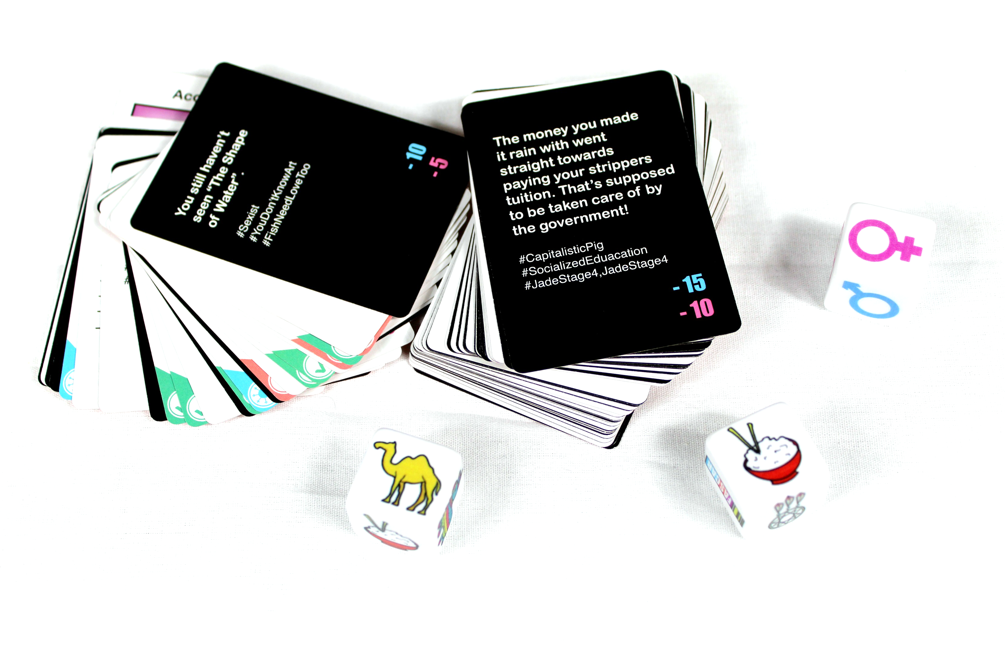 Acc
You still haven't
seen "The Shape
of Water".
#Sexist
#YouDon'tKnowArt
#FishNeedLoveToo
-10
-5
The money you made
it rain with went
straight towards
paying your strippers
tuition. That's supposed
to be taken care of by
the government!
#CapitalisticPig
#SocializedEduacation
#JadeStage4,JadeStage4
-15
-10